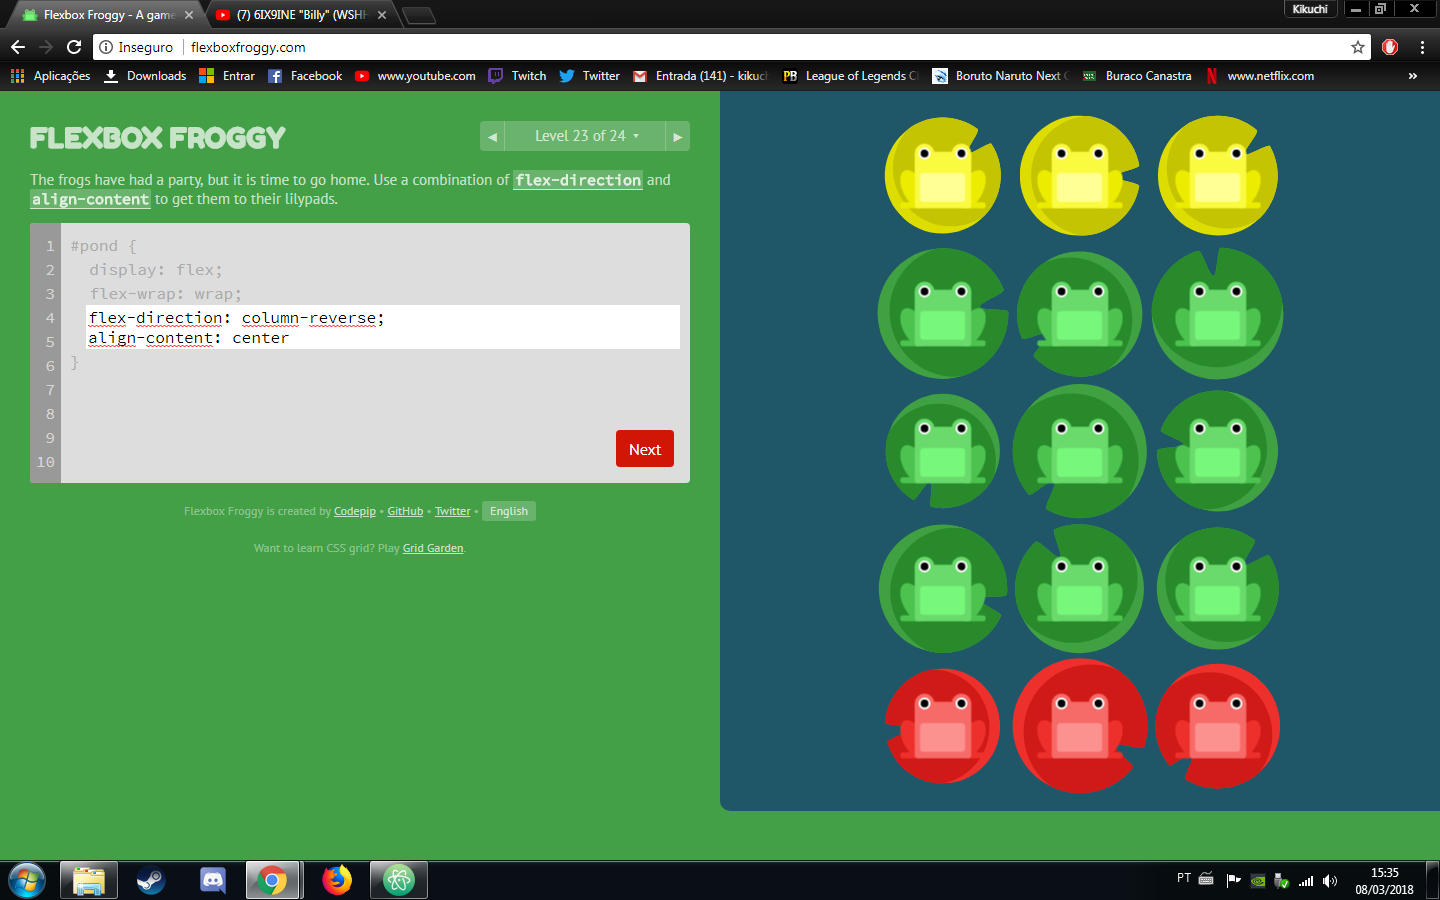 Flexbox Froggy - A game
(7) 6IX9INE "Billy" (WSHH
Kikuchi
Inseguro
flexboxfroggy.com
Aplicações
Downloads
Entrar
Facebook
www.youtube.com
Twitch
Twitter
Entrada (141) - kikuch
PB
League of Legends C
Boruto Naruto Next G
Buraco Canastra
N
www.netflix.com
»
FLEXBOX FROGGY
Level 23 of 24
The frogs have had a party, but it is time to go home. Use a combination of flex-direction and
align-content to get them to their lilypads.
1 #pond {
2 display: flex;
3 flex-wrap: wrap;
4 flex-direction: column-reverse;
5 align-content: center
6 }
7
8
9
10
Next
Flexbox Froggy is created by Codepip • GitHub • Twitter • English
Want to learn CSS grid? Play Grid Garden.
PT
15:35
08/03/2018